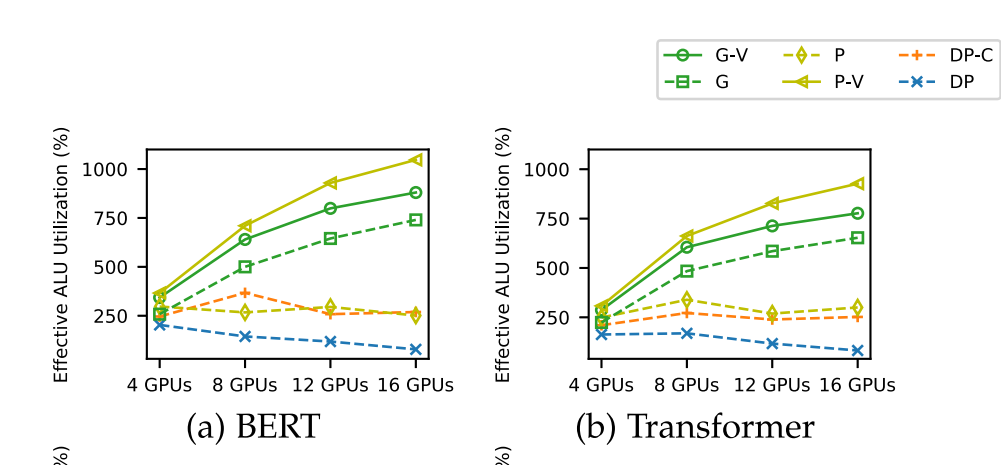 G-V P DP-C
G P-V DP
Effective ALU Utilization (%)
1000
750
500
250
4 GPUs 8 GPUs 12 GPUs 16 GPUs
(a) BERT
Effective ALU Utilization (%)
1000
750
500
250
4 GPUs 8 GPUs 12 GPUs 16 GPUs
(b) Transformer
%)
%)